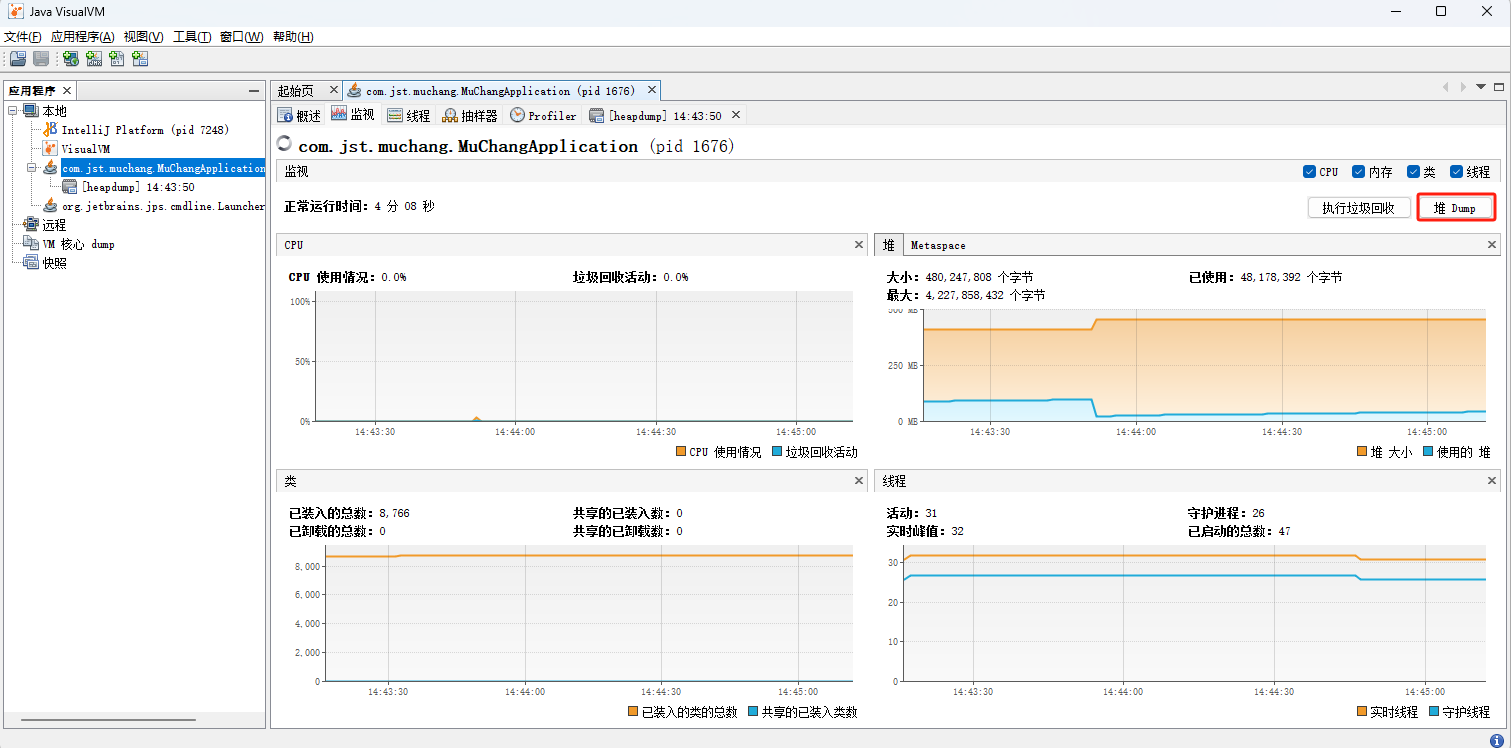 Java VisualVM
文件(F) 应用程序(A) 视图(V) 工具(T) 窗口(W) 帮助(H)
应用程序
本地
IntelliJ Platform (pid 7248)
VisualVM
com.jst.muchang.MuChangApplication
[heapdump] 14:43:50
org.jetbrains.jps.cmdline.Launcher
远程
VM 核心 dump
快照
起始页 com.jst.muchang.MuChangApplication (pid 1676)
概述 监视 线程 抽样器 Profiler [heapdump] 14:43:50
com.jst.muchang.MuChangApplication (pid 1676)
监视 CPU 内存 类 线程
正常运行时间: 4 分 08 秒 执行垃圾回收 堆 Dump
CPU
CPU 使用情况: 0.0% 垃圾回收活动: 0.0%
100%
50%
0%
14:43:30 14:44:00 14:44:30 14:45:00
CPU 使用情况 垃圾回收活动
堆 Metaspace
大小: 480,247,808 个字节 已使用: 48,178,392 个字节
最大: 4,227,858,432 个字节
500 MB
250 MB
0 MB
14:43:30 14:44:00 14:44:30 14:45:00
堆 大小 使用的 堆
类
已装入的总数: 8,766 共享的已装入数: 0
已卸载的总数: 0 共享的已卸载数: 0
8,000
6,000
4,000
2,000
0
14:43:30 14:44:00 14:44:30 14:45:00
已装入的类的总数 共享的已装入类数
线程
活动: 31 守护进程: 26
实时峰值: 32 已启动的总数: 47
30
20
10
0
14:43:30 14:44:00 14:44:30 14:45:00
实时线程 守护线程